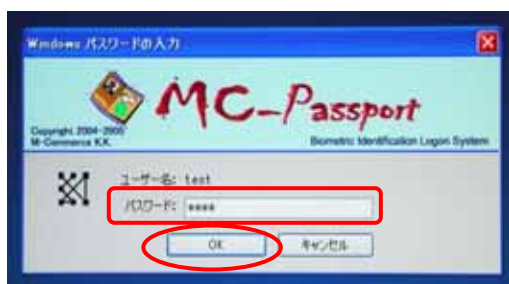 Windows パスワードの入力
MC-Passport
Copyright 2004-2005
M-Commerce K.K.
Biometric Identification Logon System
ユーザー名: test
パスワード: ****
OK
キャンセル